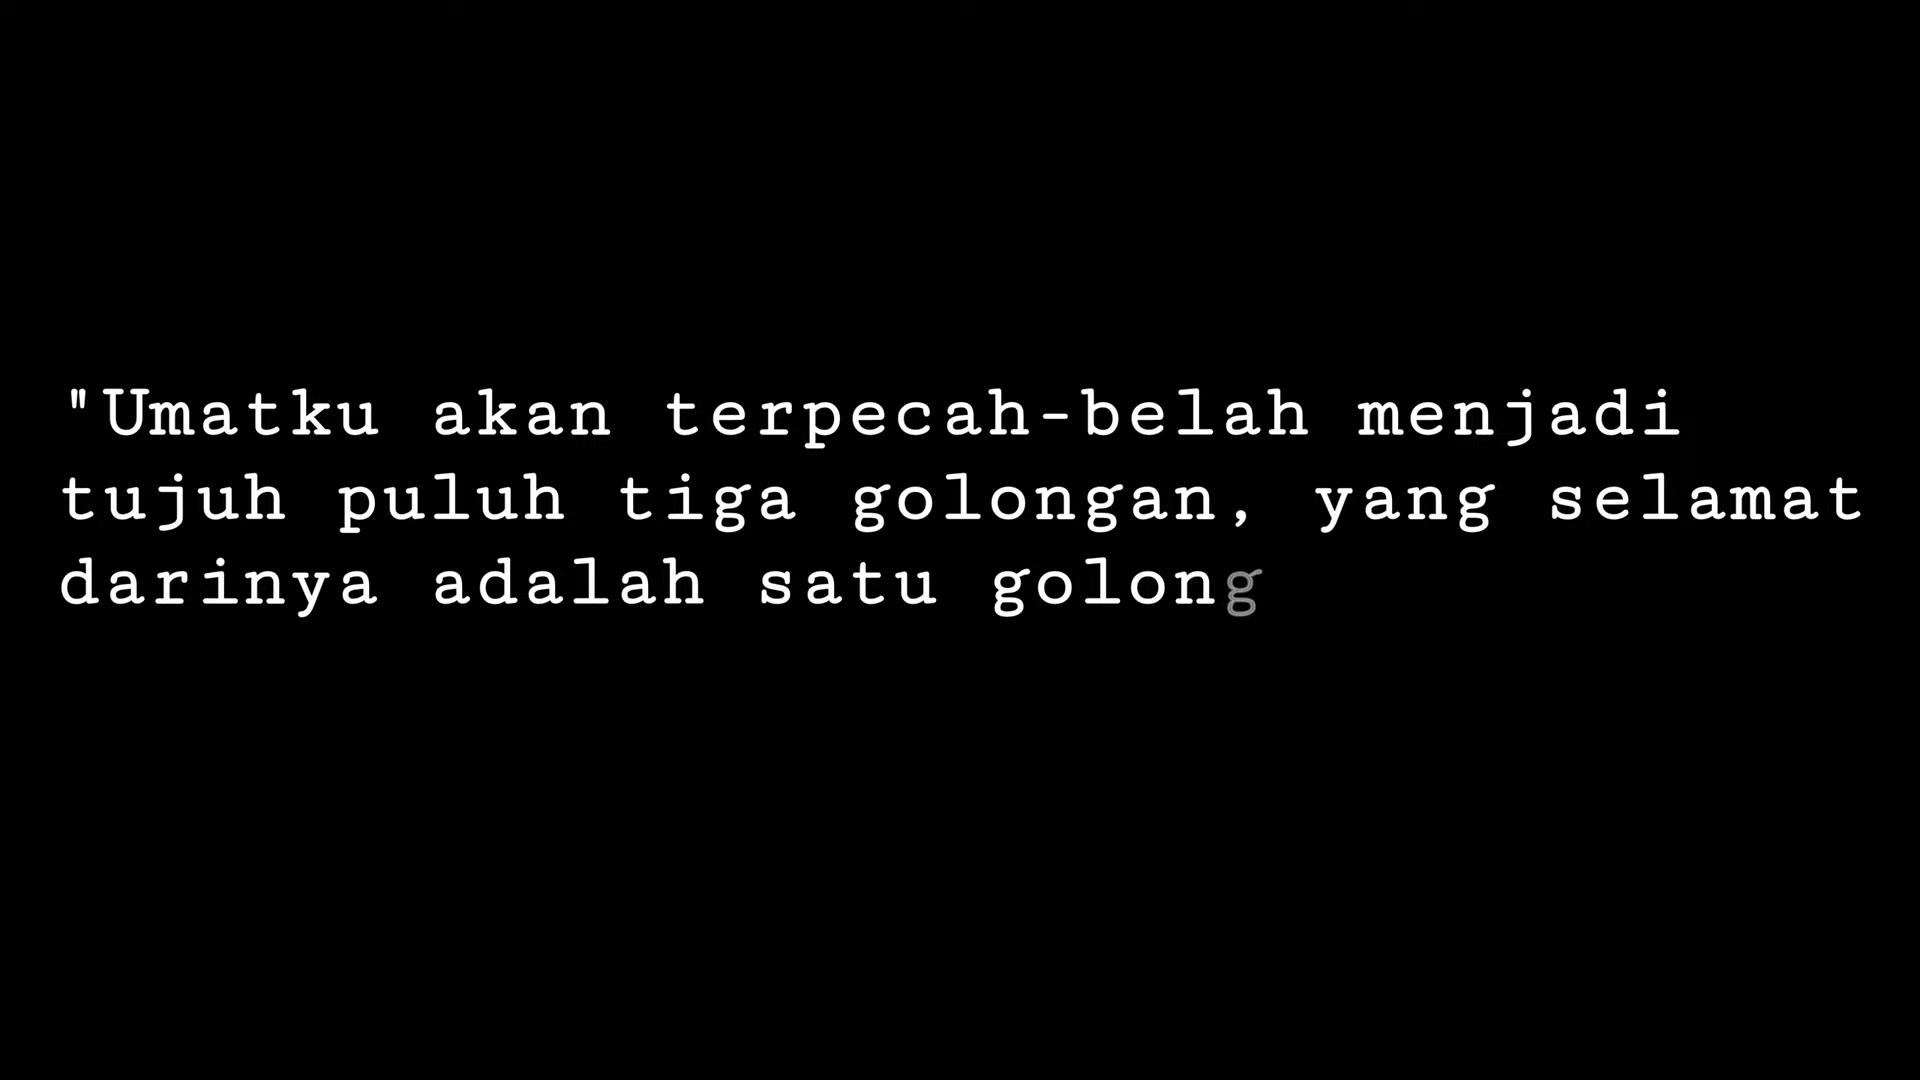 "Umatku akan terpecah-belah menjadi
tujuh puluh tiga golongan, yang selamat
darinya adalah satu golong